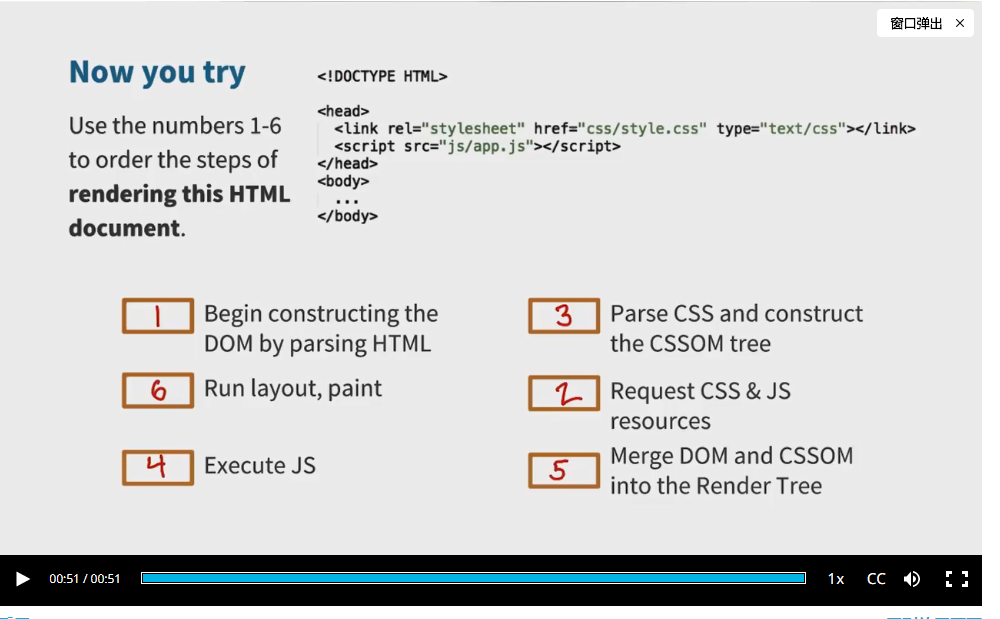 窗口弹出 ×
Now you try
Use the numbers 1-6
to order the steps of
rendering this HTML
document.
<!DOCTYPE HTML>
<head>
<link rel="stylesheet" href="css/style.css" type="text/css"></link>
<script src="js/app.js"></script>
</head>
<body>
...
</body>
1 Begin constructing the
DOM by parsing HTML
6 Run layout, paint
4 Execute JS
3 Parse CSS and construct
the CSSOM tree
2 Request CSS & JS
resources
5 Merge DOM and CSSOM
into the Render Tree
00:51 / 00:51 1x CC